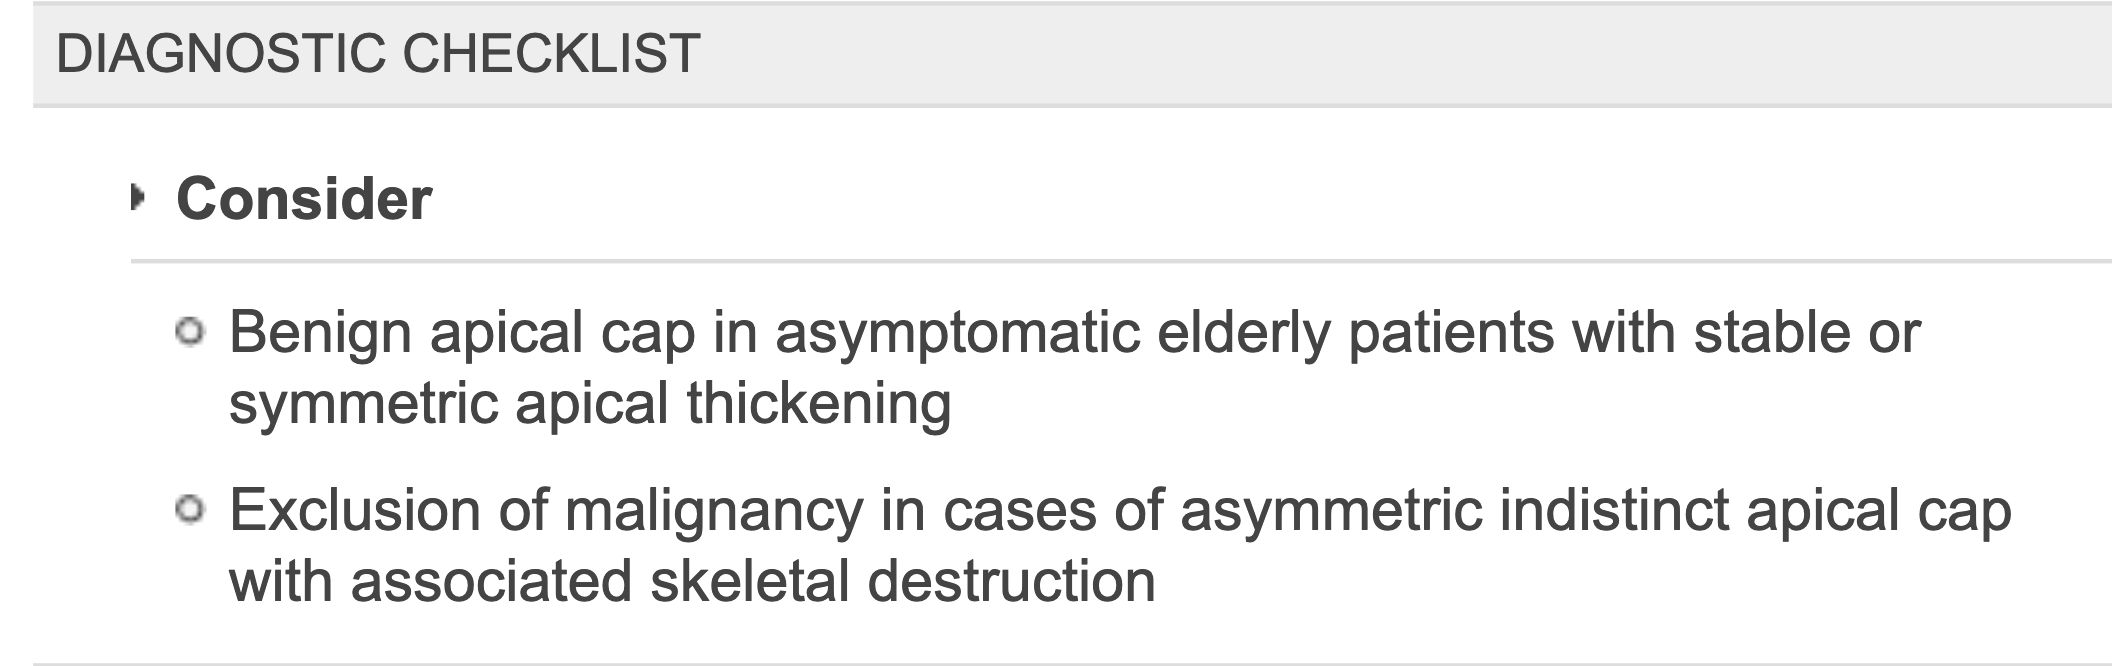 DIAGNOSTIC CHECKLIST
Consider
Benign apical cap in asymptomatic elderly patients with stable or
symmetric apical thickening
Exclusion of malignancy in cases of asymmetric indistinct apical cap
with associated skeletal destruction